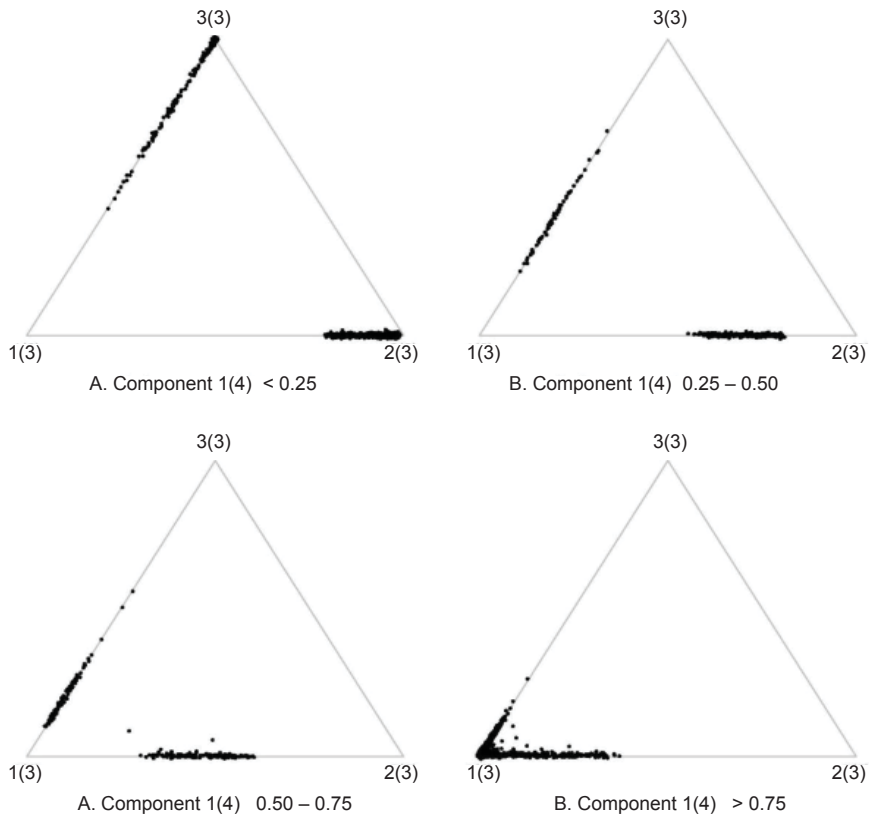 3(3) 3(3)
1(3) 2(3) 1(3) 2(3)
A. Component 1(4) < 0.25 B. Component 1(4) 0.25 – 0.50
3(3) 3(3)
1(3) 2(3) 1(3) 2(3)
A. Component 1(4) 0.50 – 0.75 B. Component 1(4) > 0.75